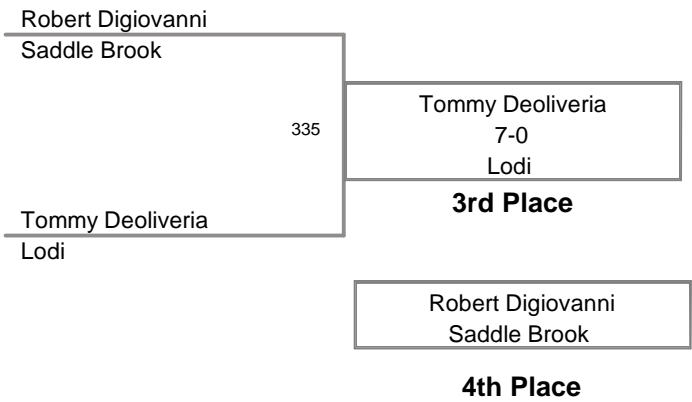 Robert Digiovanni
Saddle Brook
335
Tommy Deoliveria
7-0
Lodi
3rd Place
Tommy Deoliveria
Lodi
Robert Digiovanni
Saddle Brook
4th Place